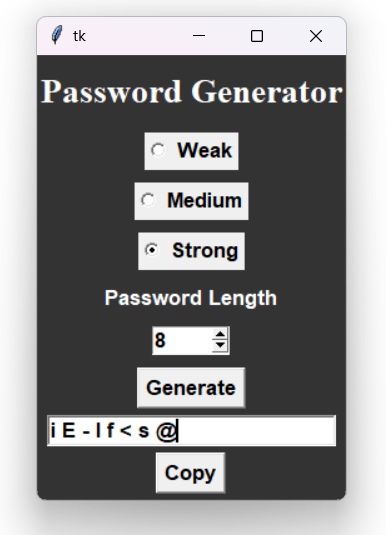 tk
Password Generator
Weak
Medium
Strong
Password Length
8
Generate
i E - l f < s @
Copy